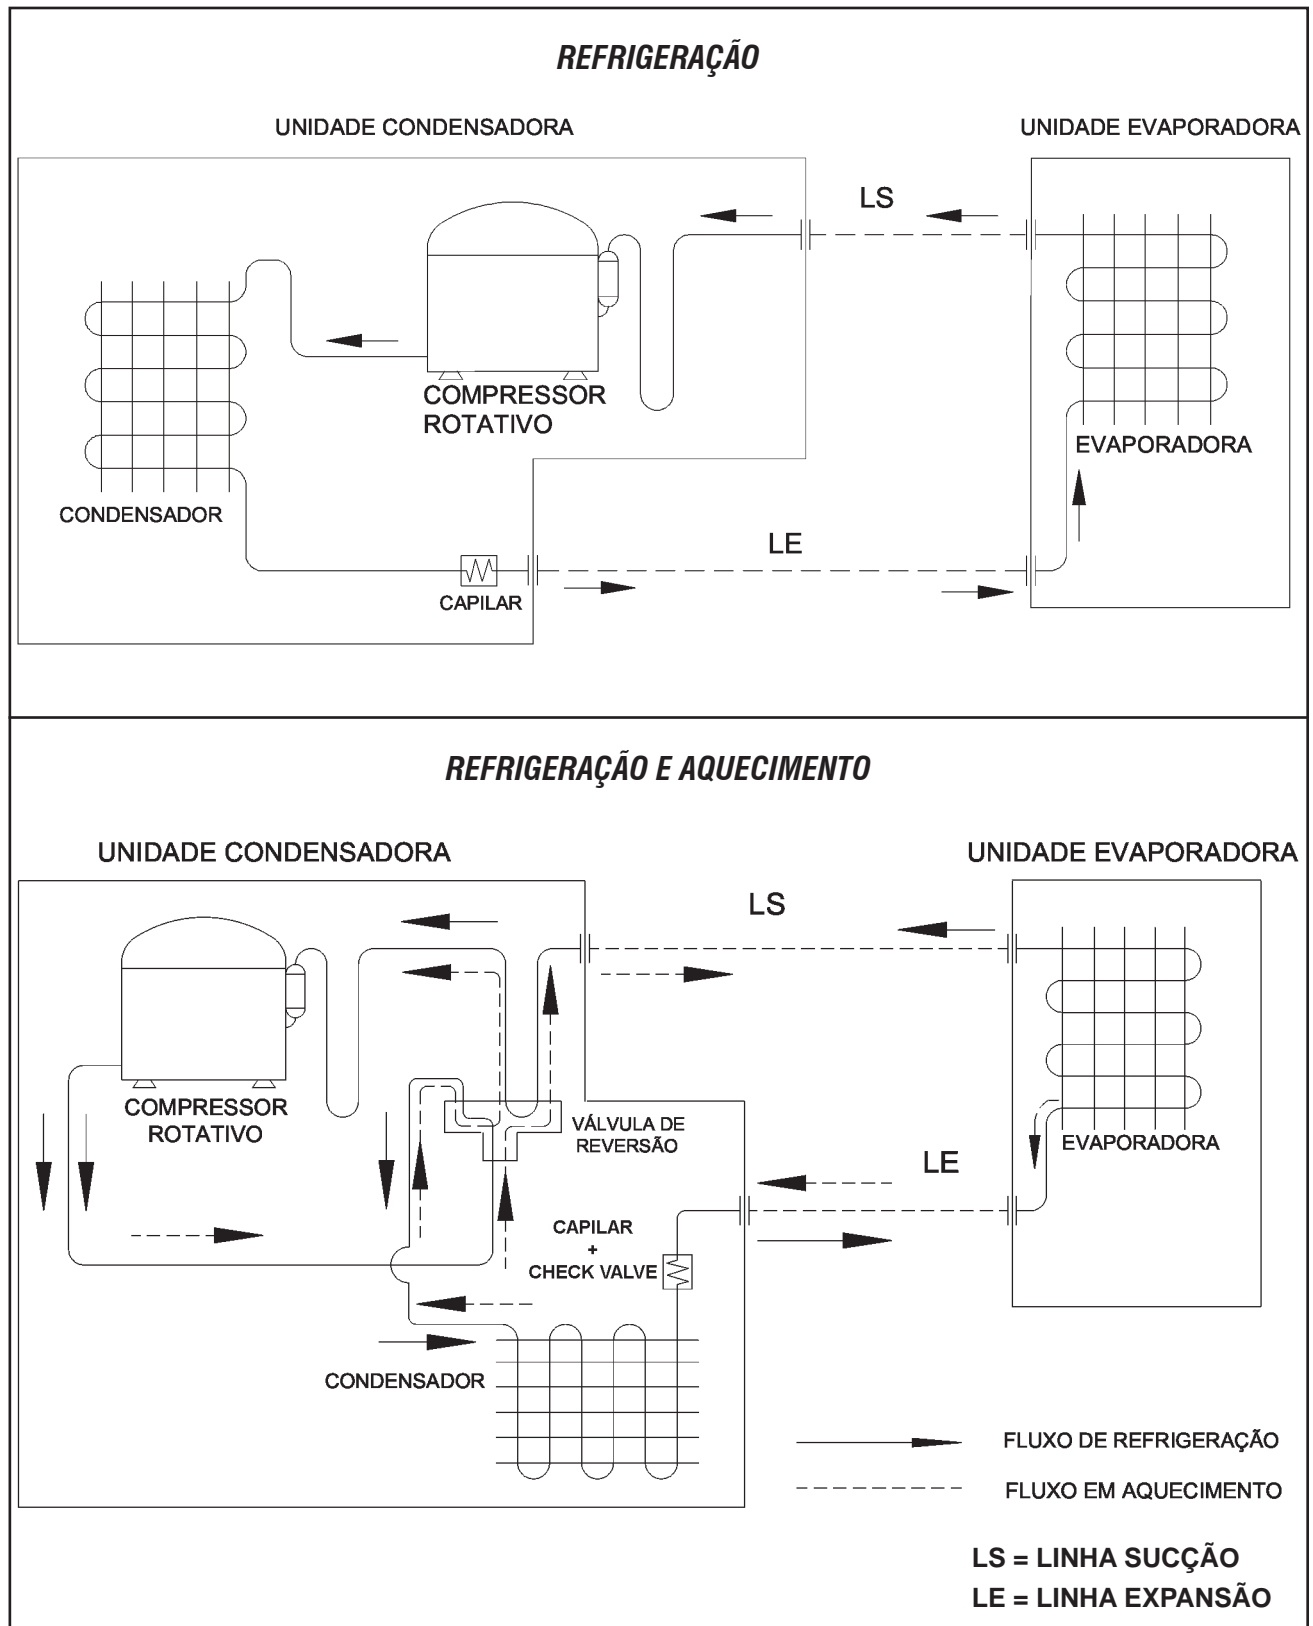 REFRIGERAÇÃO
UNIDADE CONDENSADORA
UNIDADE EVAPORADORA
LS
COMPRESSOR
ROTATIVO
EVAPORADORA
CONDENSADOR
LE
CAPILAR
REFRIGERAÇÃO E AQUECIMENTO
UNIDADE CONDENSADORA
UNIDADE EVAPORADORA
LS
COMPRESSOR
ROTATIVO
VÁLVULA DE
REVERSÃO
EVAPORADORA
LE
CAPILAR
+
CHECK VALVE
CONDENSADOR
FLUXO DE REFRIGERAÇÃO
FLUXO EM AQUECIMENTO
LS = LINHA SUCÇÃO
LE = LINHA EXPANSÃO